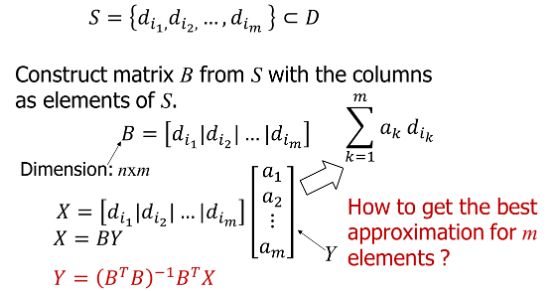 S = {d_{i_1}, d_{i_2}, ..., d_{i_m}} ⊂ D
Construct matrix B from S with the columns
as elements of S.
B = [d_{i_1}|d_{i_2}| ... |d_{i_m}]
\sum_{k=1}^{m} a_k d_{i_k}
Dimension: nxm
X = [d_{i_1}|d_{i_2}| ... |d_{i_m}] [a_1 a_2 ⋮ a_m]
X = BY
Y
How to get the best
approximation for m
elements ?
Y = (B^T B)^{-1} B^T X